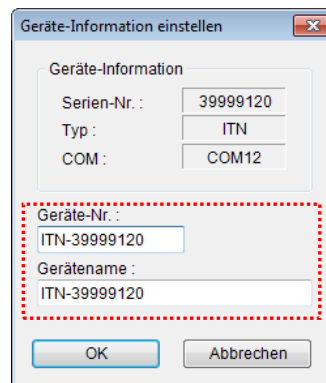 Geräte-Information einstellen
Geräte-Information
Serien-Nr. : 39999120
Typ : ITN
COM : COM12
Geräte-Nr. :
ITN-39999120
Gerätename :
ITN-39999120
OK Abbrechen